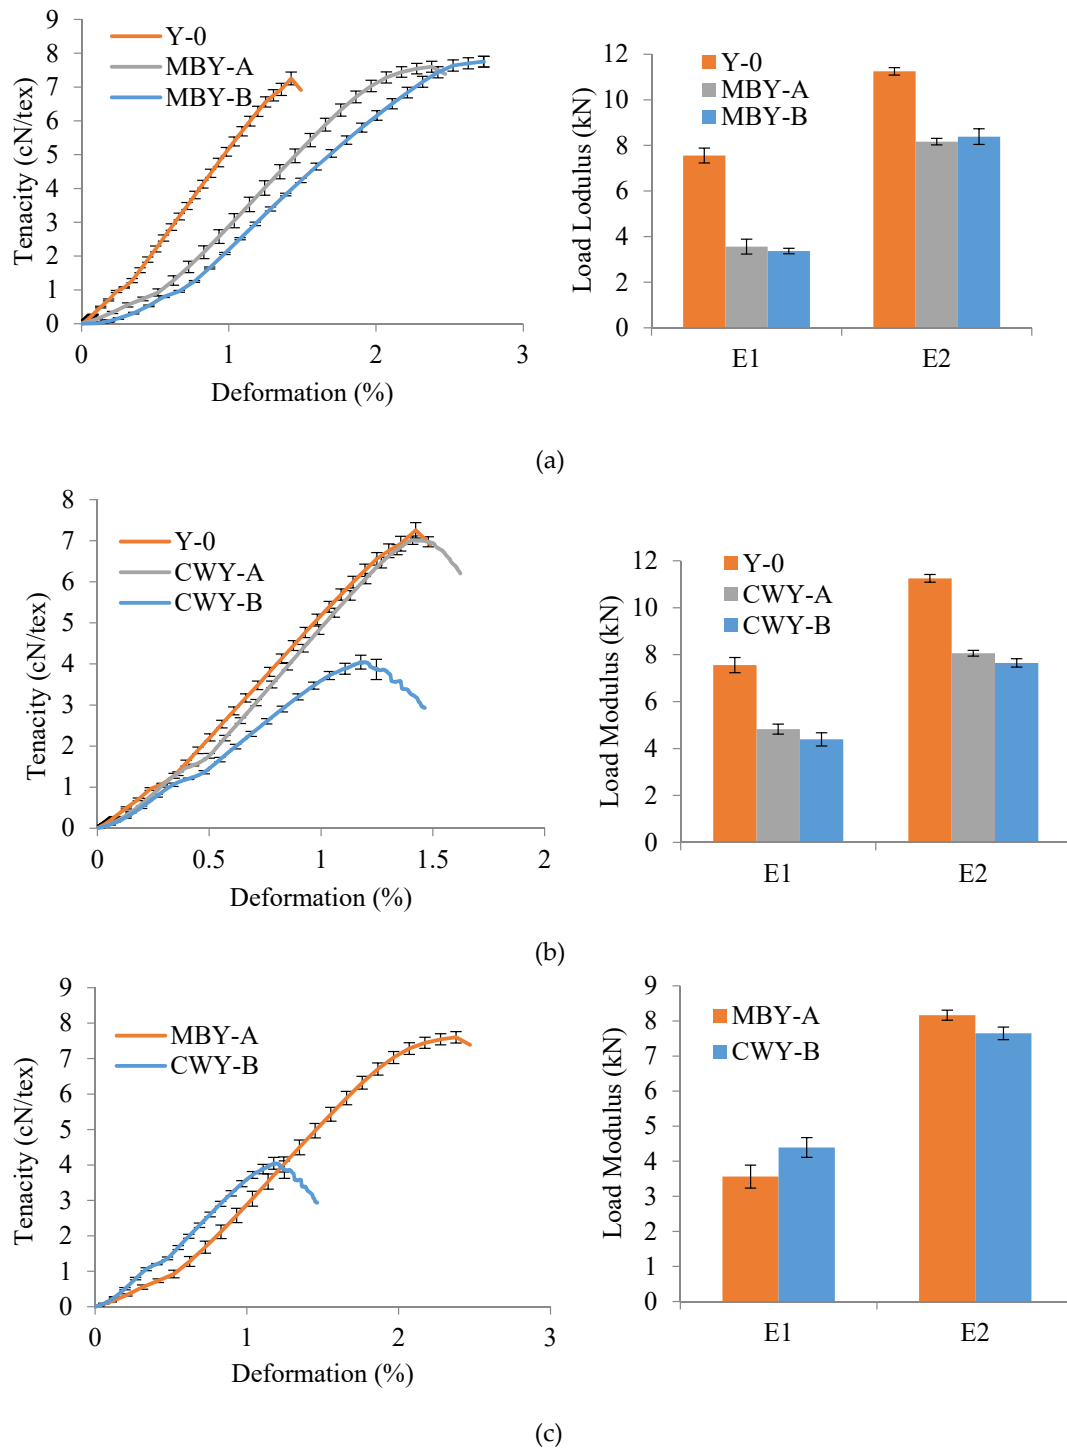 9
8
7
6
5
4
3
2
1
0
Tenacity (cN/tex)
Y-0
MBY-A
MBY-B
0 1 2 3
Deformation (%)
12
10
8
6
4
2
0
Load Lodulus (kN)
Y-0
MBY-A
MBY-B
E1 E2
(a)
8
7
6
5
4
3
2
1
0
Tenacity (cN/tex)
Y-0
CWY-A
CWY-B
0 0.5 1 1.5 2
Deformation (%)
12
10
8
6
4
2
0
Load Modulus (kN)
Y-0
CWY-A
CWY-B
E1 E2
(b)
9
8
7
6
5
4
3
2
1
0
Tenacity (cN/tex)
MBY-A
CWY-B
0 1 2 3
Deformation (%)
9
8
7
6
5
4
3
2
1
0
Load Modulus (kN)
MBY-A
CWY-B
E1 E2
(c)